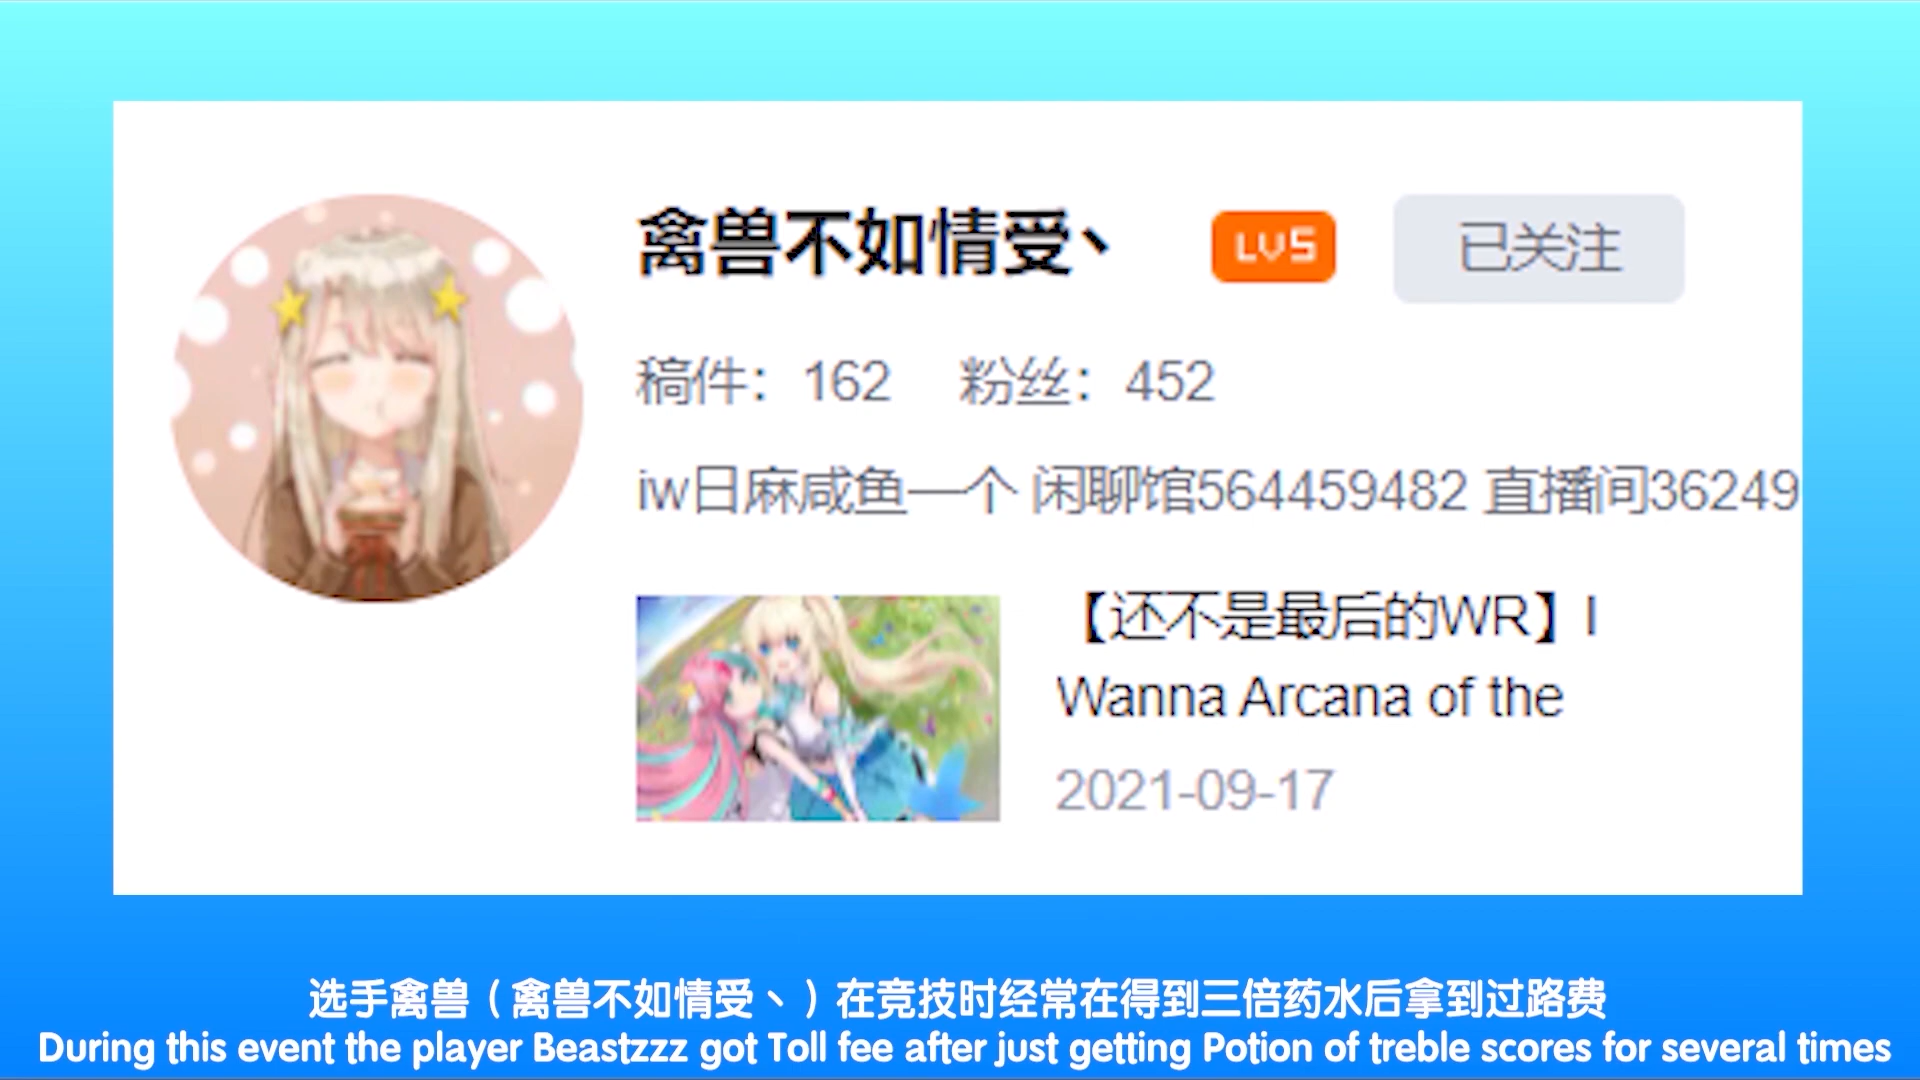 禽兽不如情受丶 LV5 已关注
稿件：162 粉丝：452
iw日麻咸鱼一个 闲聊馆564459482 直播间36249
【还不是最后的WR】I
Wanna Arcana of the
2021-09-17
选手禽兽（禽兽不如情受丶）在竞技时经常在得到三倍药水后拿到过路费
During this event the player Beastzzz got Toll fee after just getting Potion of treble scores for several times